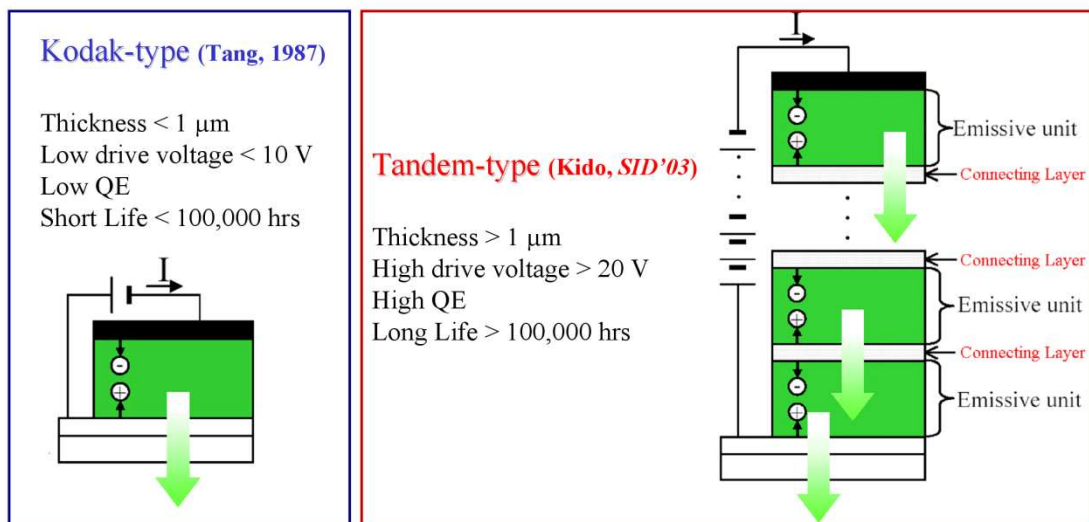 Kodak-type (Tang, 1987)
Thickness < 1 μm
Low drive voltage < 10 V
Low QE
Short Life < 100,000 hrs
I
-
+
Tandem-type (Kido, SID'03)
Thickness > 1 μm
High drive voltage > 20 V
High QE
Long Life > 100,000 hrs
I
-
+
Emissive unit
Connecting Layer
Connecting Layer
-
+
Emissive unit
Connecting Layer
-
+
Emissive unit